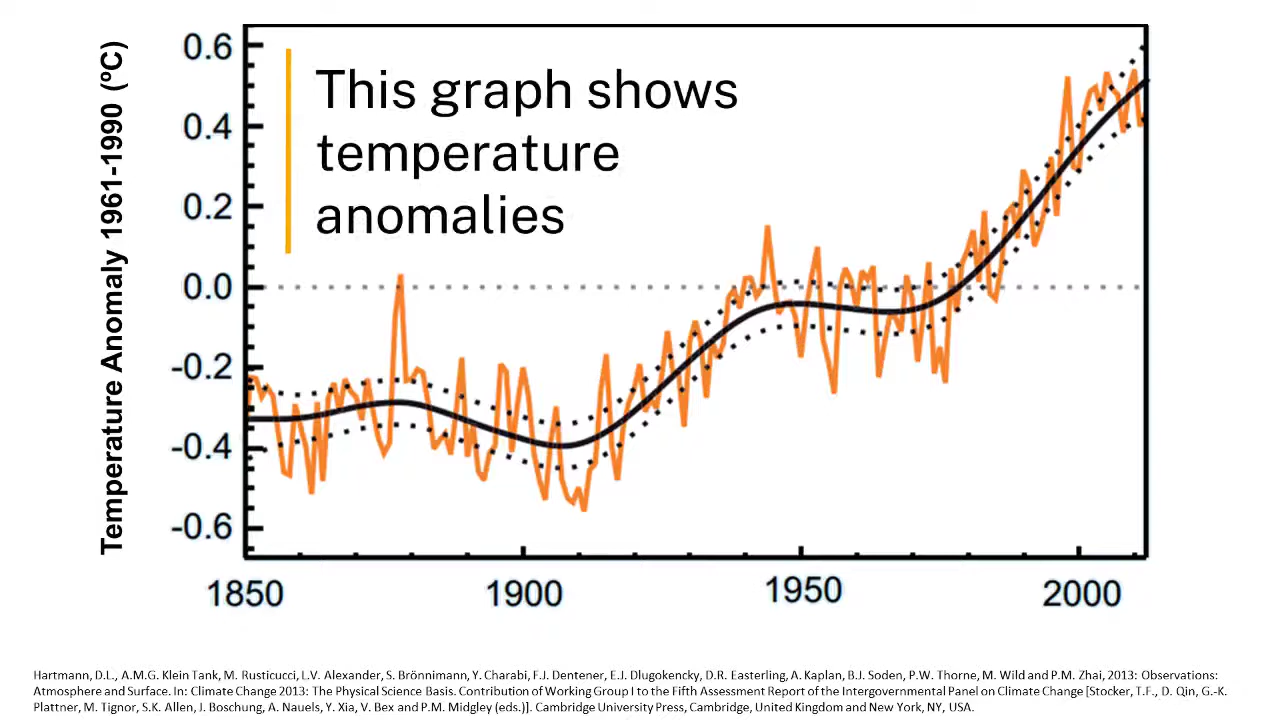 This graph shows
temperature
anomalies
Temperature Anomaly 1961-1990 (ºC)
0.6
0.4
0.2
0.0
-0.2
-0.4
-0.6
1850 1900 1950 2000
Hartmann, D.L., A.M.G. Klein Tank, M. Rusticucci, L.V. Alexander, S. Brönnimann, Y. Charabi, F.J. Dentener, E.J. Dlugokencky, D.R. Easterling, A. Kaplan, B.J. Soden, P.W. Thorne, M. Wild and P.M. Zhai, 2013: Observations:
Atmosphere and Surface. In: Climate Change 2013: The Physical Science Basis. Contribution of Working Group I to the Fifth Assessment Report of the Intergovernmental Panel on Climate Change [Stocker, T.F., D. Qin, G.-K.
Plattner, M. Tignor, S.K. Allen, J. Boschung, A. Nauels, Y. Xia, V. Bex and P.M. Midgley (eds.)]. Cambridge University Press, Cambridge, United Kingdom and New York, NY, USA.